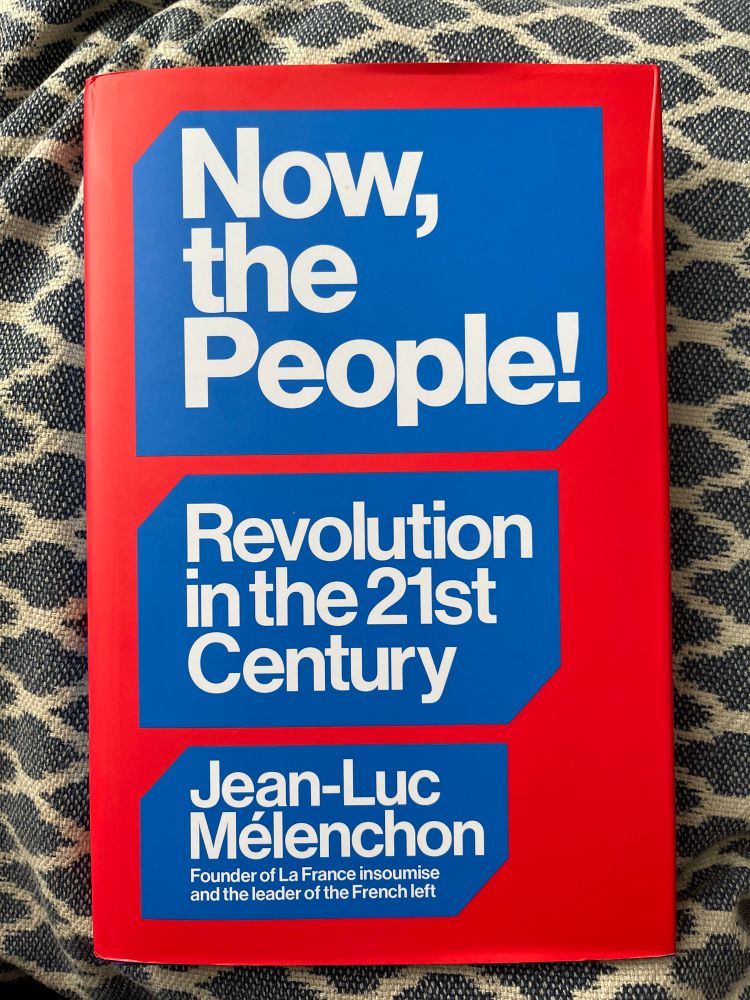 Now,
the
People!
Revolution
in the 21st
Century
Jean-Luc
Mélenchon
Founder of La France insoumise
and the leader of the French left